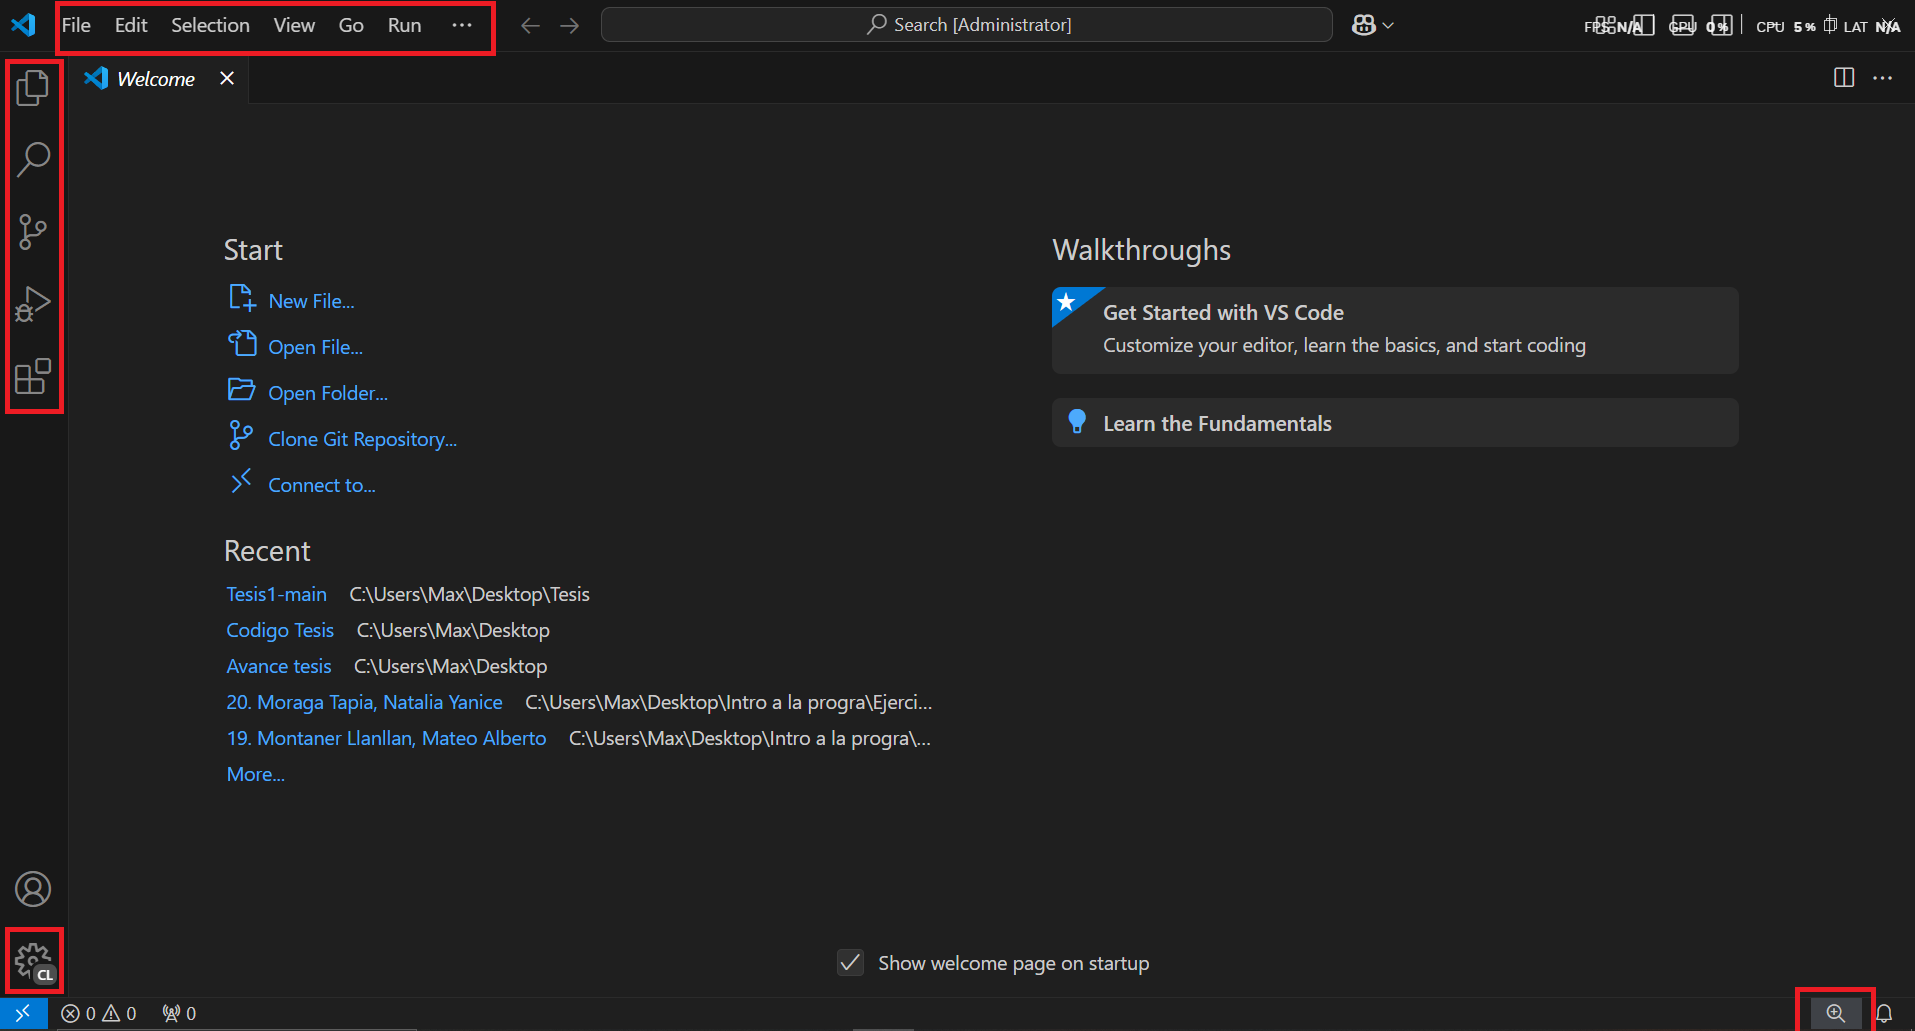 File Edit Selection View Go Run ···
Search [Administrator]
FPS N/A GPU 0% CPU 5% LAT N/A
Welcome
Start
New File...
Open File...
Open Folder...
Clone Git Repository...
Connect to...
Walkthroughs
Get Started with VS Code
Customize your editor, learn the basics, and start coding
Learn the Fundamentals
Recent
Tesis1-main C:\Users\Max\Desktop\Tesis
Codigo Tesis C:\Users\Max\Desktop
Avance tesis C:\Users\Max\Desktop
20. Moraga Tapia, Natalia Yanice C:\Users\Max\Desktop\Intro a la progra\Ejerci...
19. Montaner Llanllan, Mateo Alberto C:\Users\Max\Desktop\Intro a la progra\...
More...
CL
Show welcome page on startup
0 0 0